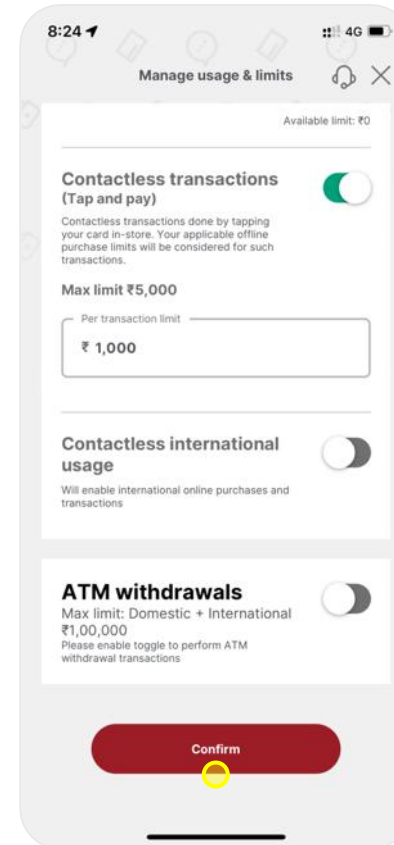 8:24
4G
Manage usage & limits
Available limit: ₹0
Contactless transactions
(Tap and pay)
Contactless transactions done by tapping
your card in-store. Your applicable offline
purchase limits will be considered for such
transactions.
Max limit ₹5,000
Per transaction limit
₹ 1,000
Contactless international
usage
Will enable international online purchases and
transactions
ATM withdrawals
Max limit: Domestic + International
₹1,00,000
Please enable toggle to perform ATM
withdrawal transactions
Confirm